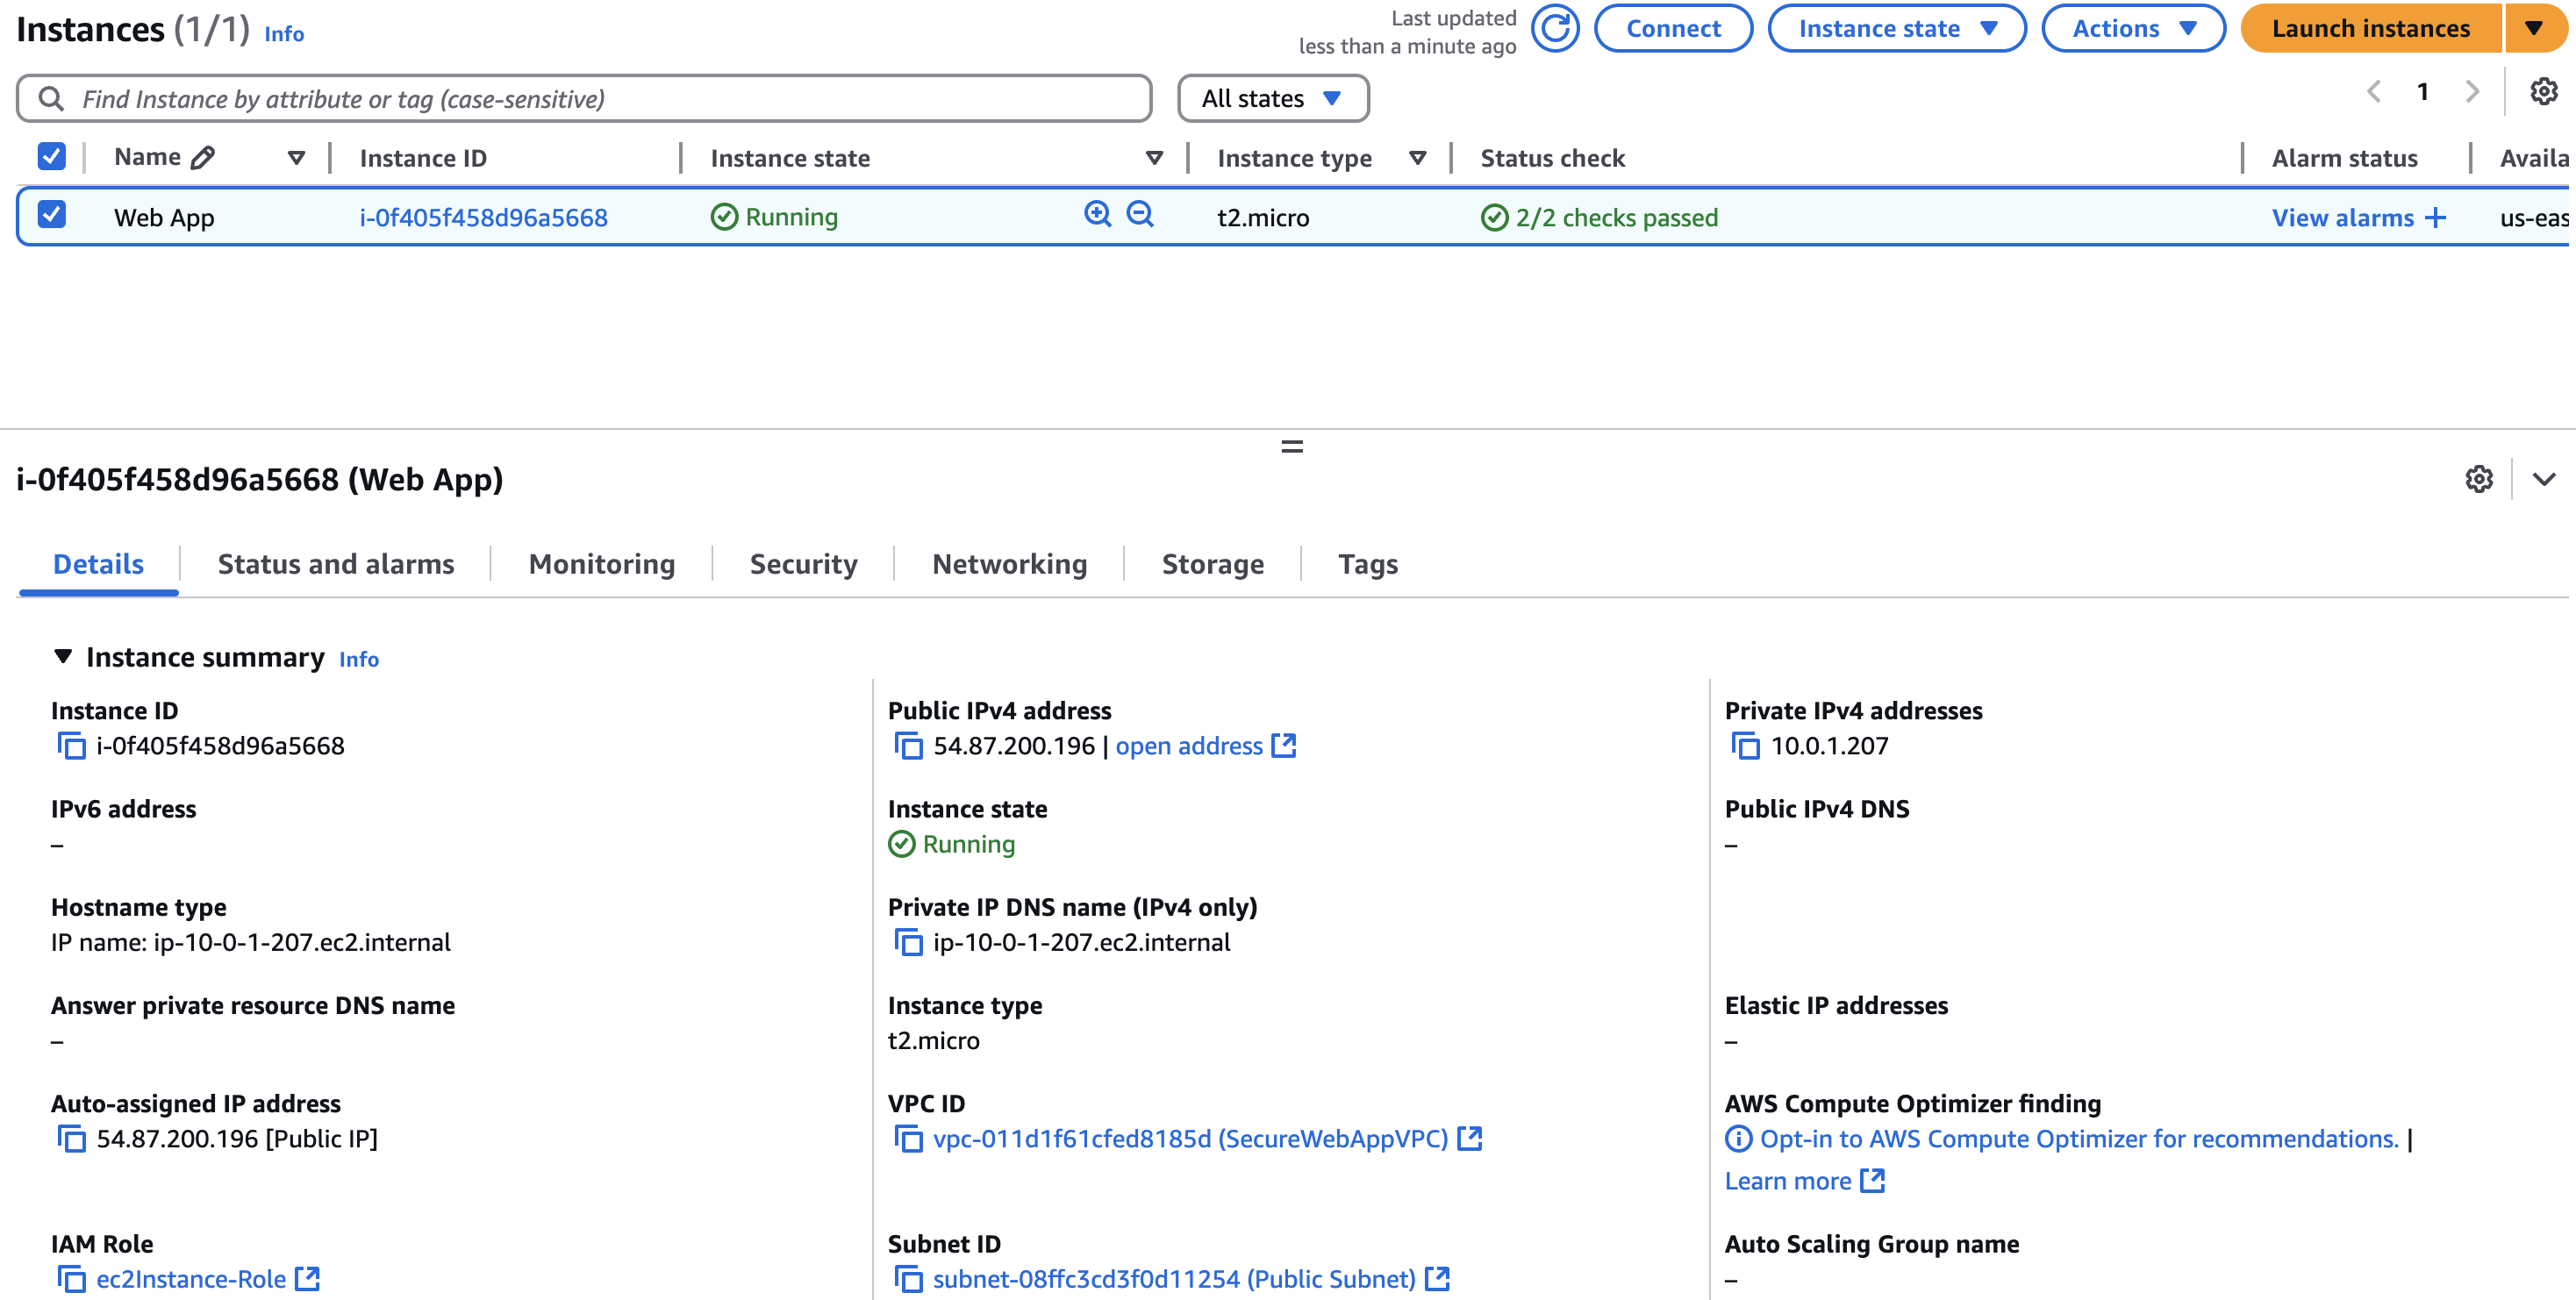 Instances (1/1) Info
Last updated
less than a minute ago
Connect
Instance state
Actions
Launch instances
Find Instance by attribute or tag (case-sensitive)
All states
1
Name Instance ID Instance state Instance type Status check Alarm status Availa
Web App i-0f405f458d96a5668 Running t2.micro 2/2 checks passed View alarms + us-eas
i-0f405f458d96a5668 (Web App)
Details Status and alarms Monitoring Security Networking Storage Tags
Instance summary Info
Instance ID
i-0f405f458d96a5668
Public IPv4 address
54.87.200.196 | open address
Private IPv4 addresses
10.0.1.207
IPv6 address
–
Instance state
Running
Public IPv4 DNS
–
Hostname type
IP name: ip-10-0-1-207.ec2.internal
Private IP DNS name (IPv4 only)
ip-10-0-1-207.ec2.internal
Answer private resource DNS name
–
Instance type
t2.micro
Elastic IP addresses
–
Auto-assigned IP address
54.87.200.196 [Public IP]
VPC ID
vpc-011d1f61cfed8185d (SecureWebAppVPC)
AWS Compute Optimizer finding
Opt-in to AWS Compute Optimizer for recommendations. |
Learn more
IAM Role
ec2Instance-Role
Subnet ID
subnet-08ffc3cd3f0d11254 (Public Subnet)
Auto Scaling Group name
–